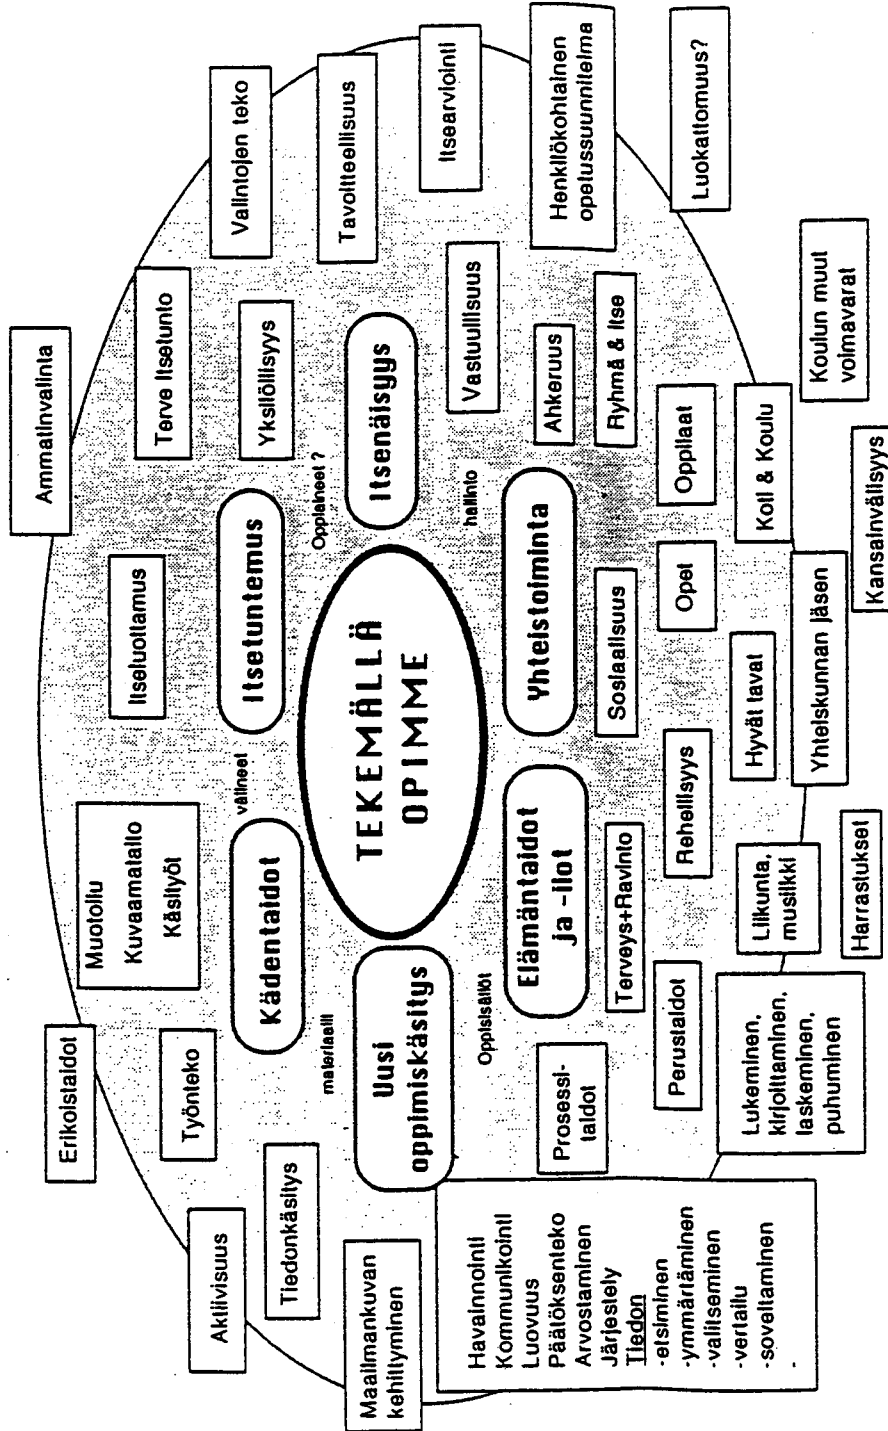 Ammatinvalinta
Erikoistaidot
Muotoilu
Kuvaamataito
Käsityöt
Itseluottamus
Terve itsetunto
Valintojen teko
Aktiivisuus
Työnteko
Yksilöllisyys
Tavoitteellisuus
Tiedonkäsitys
Kädentaidot
välineet
Itsetuntemus
Oppiaineet ?
materiaalit
Itsenäisyys
Itsearviointi
Maailmankuvan
kehittyminen
Uusi
oppimiskäsitys
TEKEMÄLLÄ
OPIMME
Vastuullisuus
hallinto
Oppisisällöt
Elämäntaidot
ja -ilot
Yhteistoiminta
Ahkeruus
Henkilökohtainen
opetussuunnitelma
Prosessi-
taidot
Terveys+Ravinto
Sosiaalisuus
Ryhmä & itse
Perustaidot
Rehellisyys
Opet
Oppilaat
Luokattomuus?
Havainnointi
Kommunikointi
Luovuus
Päätöksenteko
Arvostaminen
Järjestely
Tiedon
-etsiminen
-ymmärtäminen
-valitseminen
-vertailu
-soveltaminen
-
Lukeminen,
kirjoittaminen,
laskeminen,
puhuminen
Liikunta,
musiikki
Hyvät tavat
Koti & Koulu
Harrastukset
Yhteiskunnan jäsen
Koulun muut
voimavarat
Kansainvälisyys